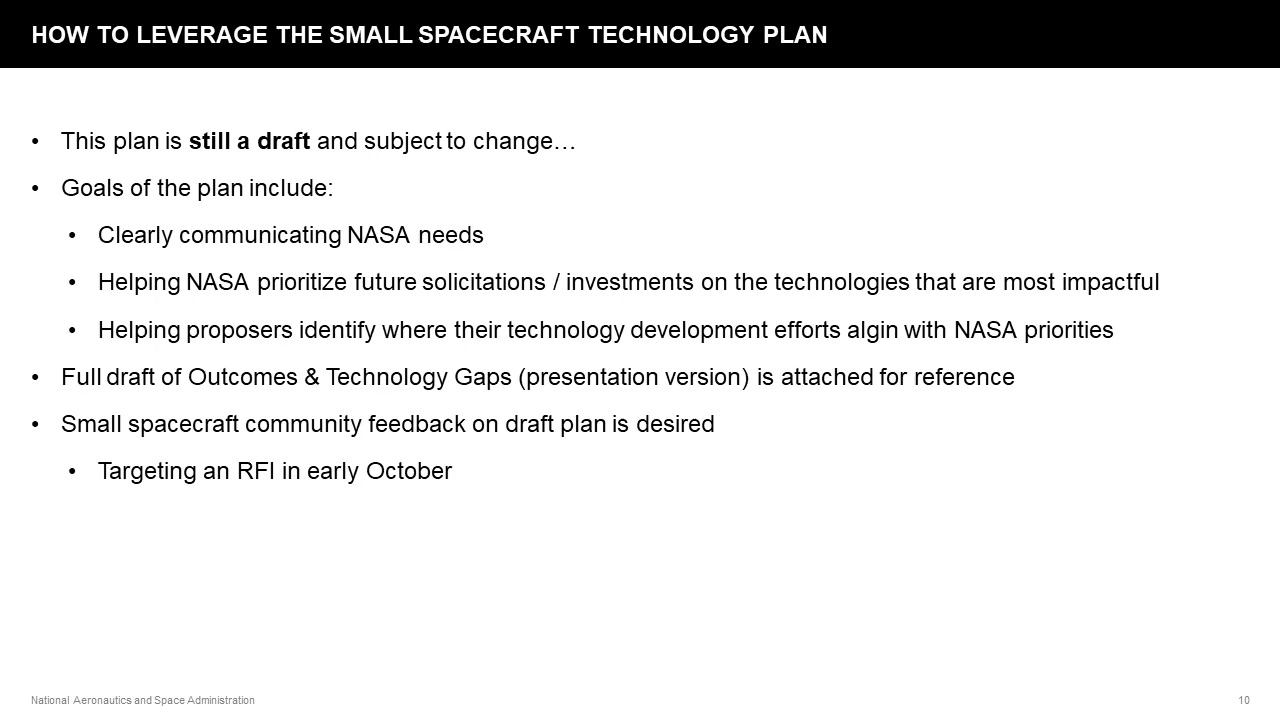 HOW TO LEVERAGE THE SMALL SPACECRAFT TECHNOLOGY PLAN
• This plan is still a draft and subject to change…
• Goals of the plan include:
• Clearly communicating NASA needs
• Helping NASA prioritize future solicitations / investments on the technologies that are most impactful
• Helping proposers identify where their technology development efforts algin with NASA priorities
• Full draft of Outcomes & Technology Gaps (presentation version) is attached for reference
• Small spacecraft community feedback on draft plan is desired
• Targeting an RFI in early October
National Aeronautics and Space Administration
10